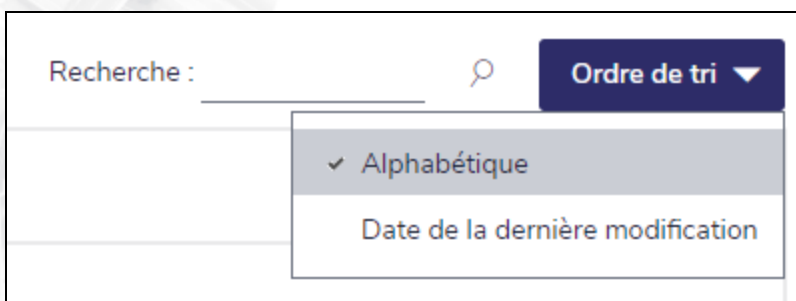 Recherche :
Ordre de tri
Alphabétique
Date de la dernière modification